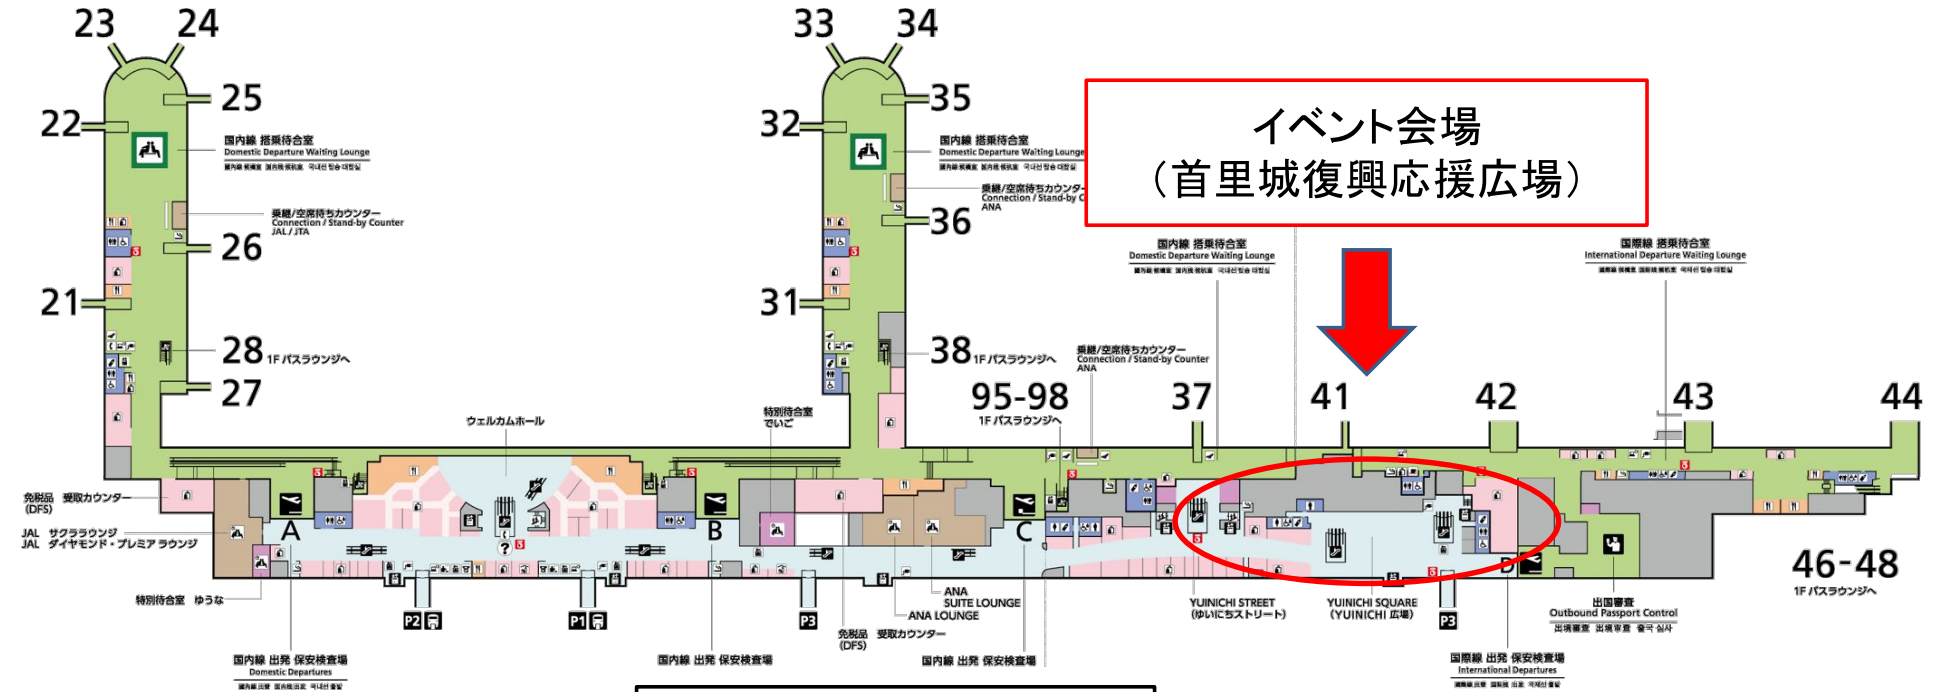 23
24
33
34
22
25
32
35
イベント会場
（首里城復興応援広場）
国内線 搭乗待合室
Domestic Departure Waiting Lounge
国内線 搭乗待合室
Domestic Departure Waiting Lounge
乗継/空席待ちカウンター
Connection / Stand-by Counter
JAL / JTA
乗継/空席待ちカウンター
Connection / Stand-by C
ANA
26
36
国内線 搭乗待合室
Domestic Departure Waiting Lounge
国際線 搭乗待合室
International Departure Waiting Lounge
21
31
28 1F バスラウンジへ
38 1F バスラウンジへ
乗継/空席待ちカウンター
Connection / Stand-by Counter
ANA
27
95-98
1F バスラウンジへ
37
41
42
43
44
ウェルカムホール
特別待合室
でいご
免税品 受取カウンター
(DFS)
JAL サクララウンジ
JAL ダイヤモンド・プレミアラウンジ
A
B
C
D
46-48
1F バスラウンジへ
特別待合室 ゆうな
P2
P1
P3
P3
ANA
SUITE LOUNGE
ANA LOUNGE
免税品 受取カウンター
(DFS)
YUINICHI STREET
(ゆいにちストリート)
YUINICHI SQUARE
(YUINICHI 広場)
出国審査
Outbound Passport Control
出境審査 出境审查 출국 심사
国内線 出発 保安検査場
Domestic Departures
国内線 出発 保安検査場
国内線 出発 保安検査場
国際線 出発 保安検査場
International Departures